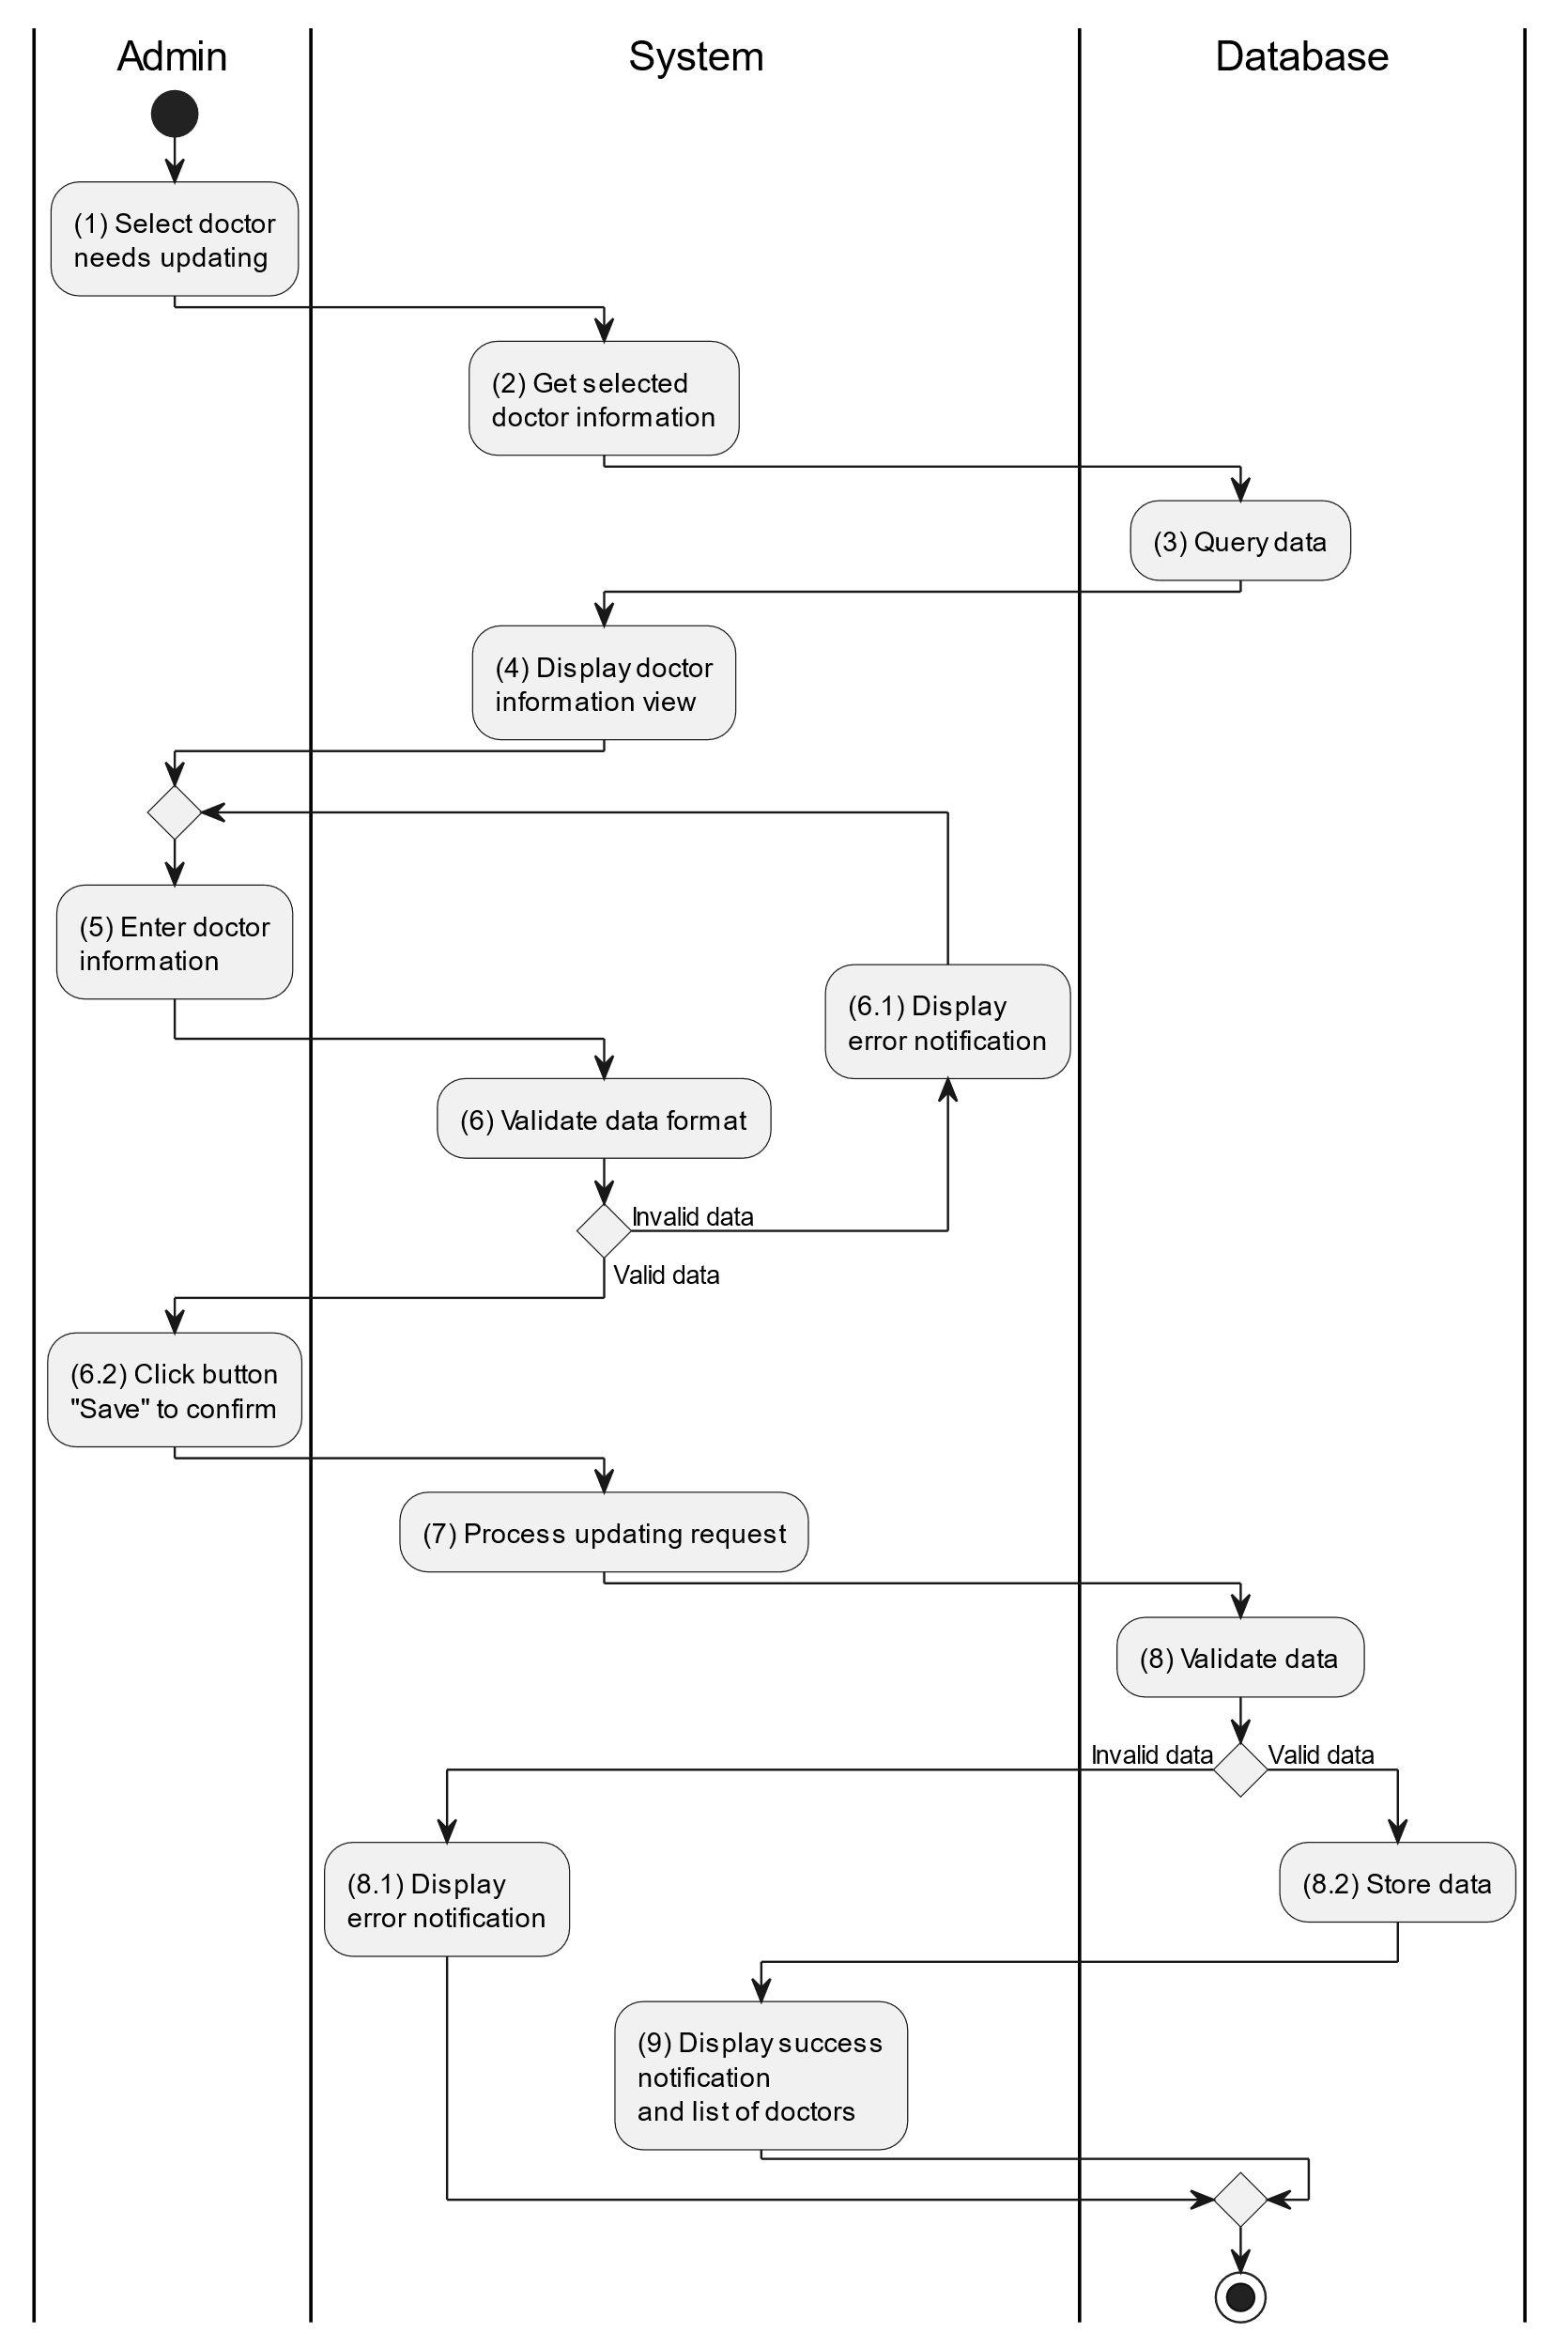 Admin
System
Database
(1) Select doctor
needs updating
(2) Get selected
doctor information
(3) Query data
(4) Display doctor
information view
(5) Enter doctor
information
(6.1) Display
error notification
(6) Validate data format
Invalid data
Valid data
(6.2) Click button
"Save" to confirm
(7) Process updating request
(8) Validate data
Invalid data
Valid data
(8.1) Display
error notification
(8.2) Store data
(9) Display success
notification
and list of doctors